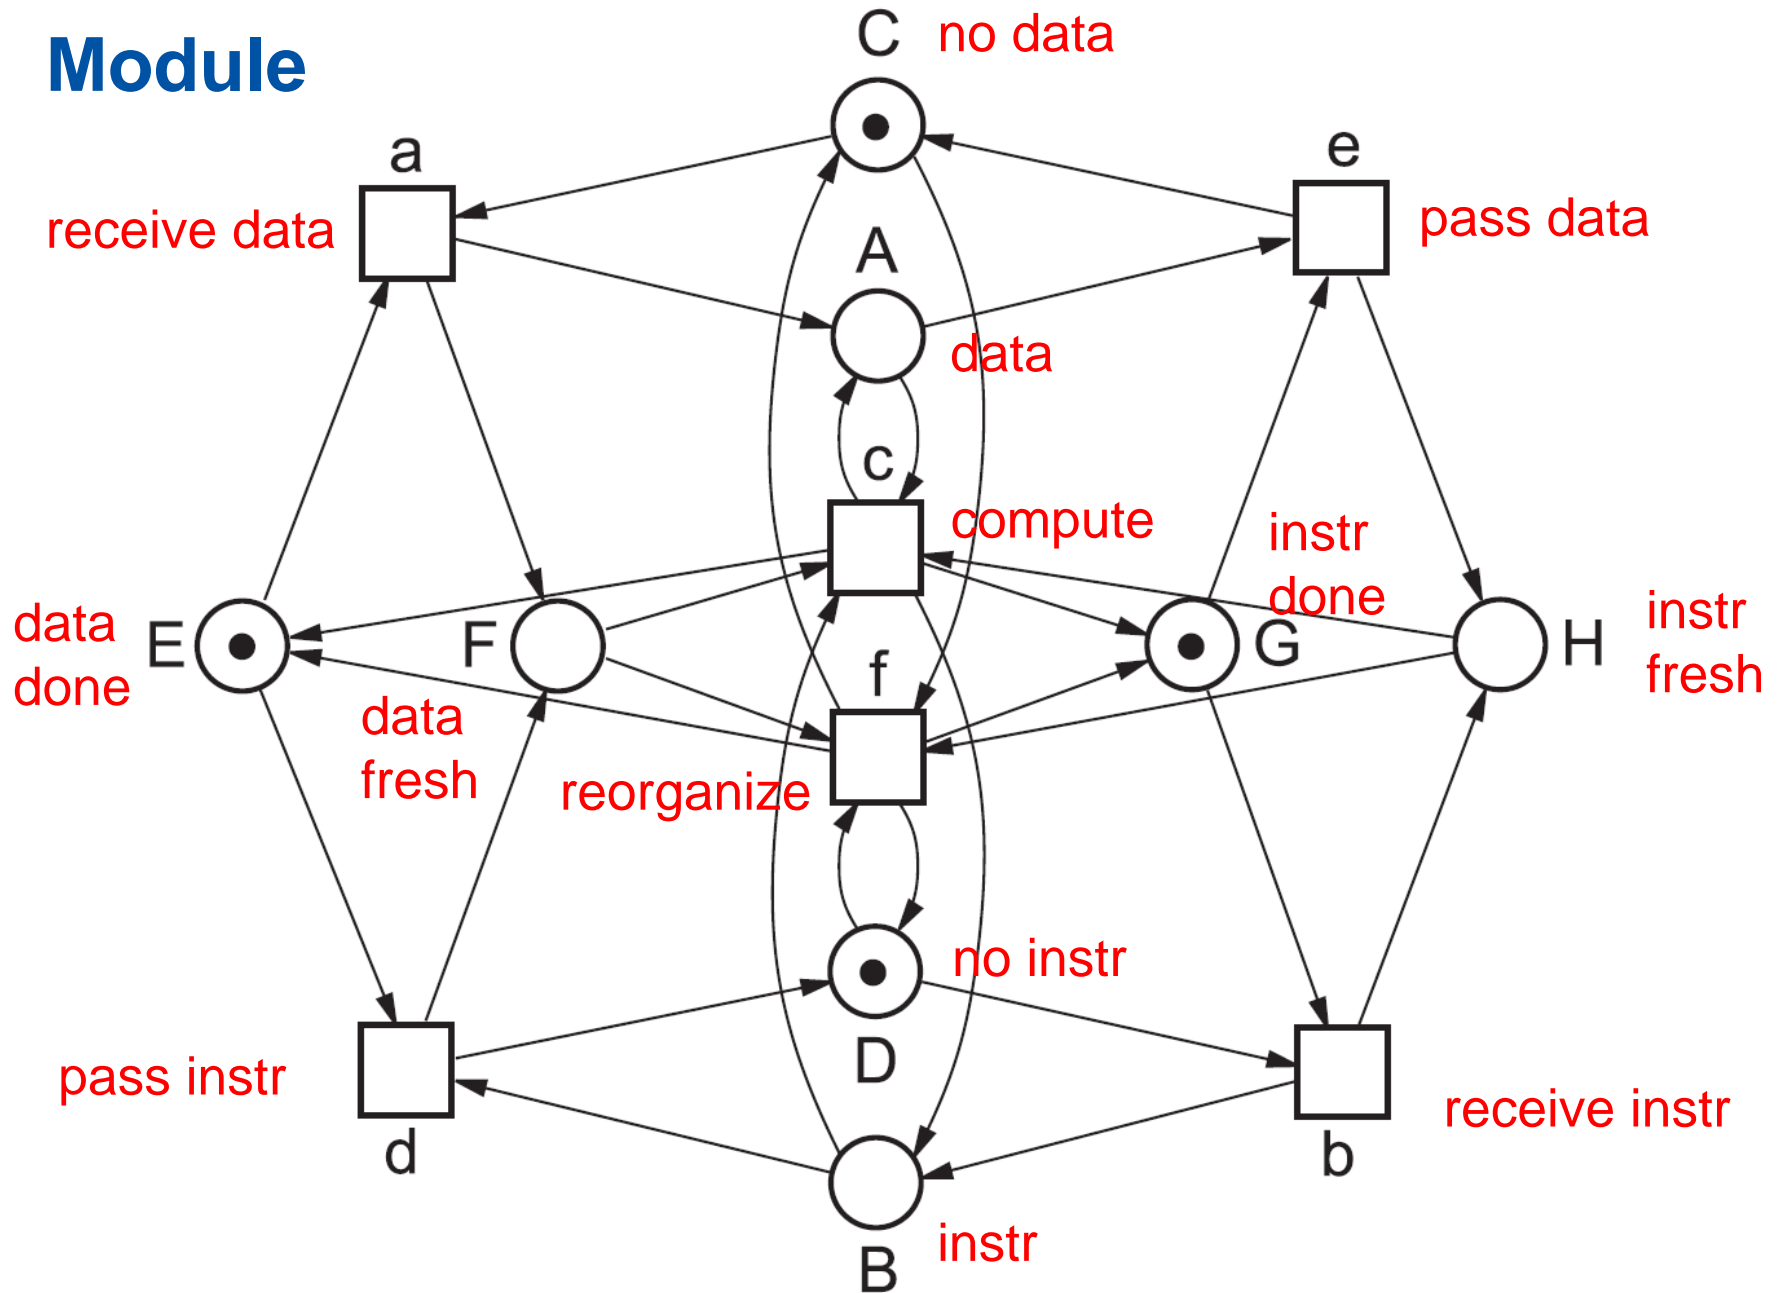 Module
C no data
a
e
receive data
pass data
A
data
c
compute
instr
done
data
done
E
F
G
H
instr
fresh
f
data
fresh
reorganize
no instr
D
pass instr
receive instr
d
b
instr
B